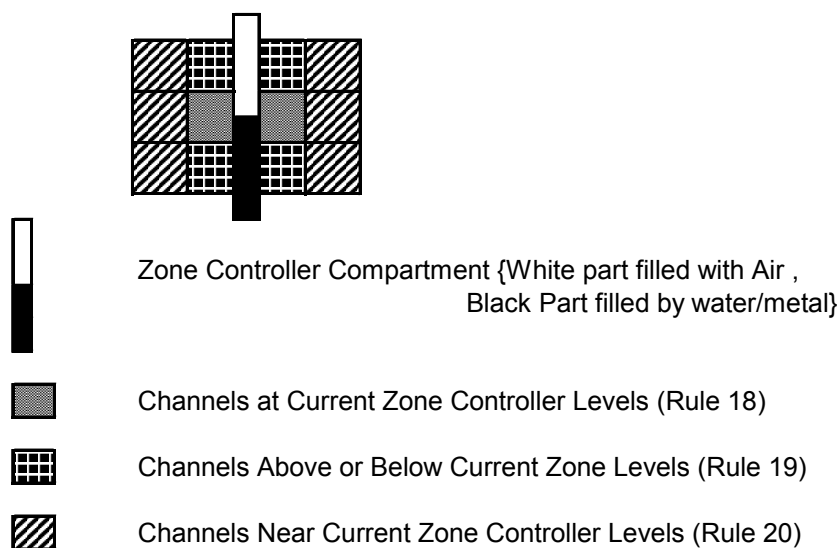 Zone Controller Compartment {White part filled with Air ,
Black Part filled by water/metal}
Channels at Current Zone Controller Levels (Rule 18)
Channels Above or Below Current Zone Levels (Rule 19)
Channels Near Current Zone Controller Levels (Rule 20)